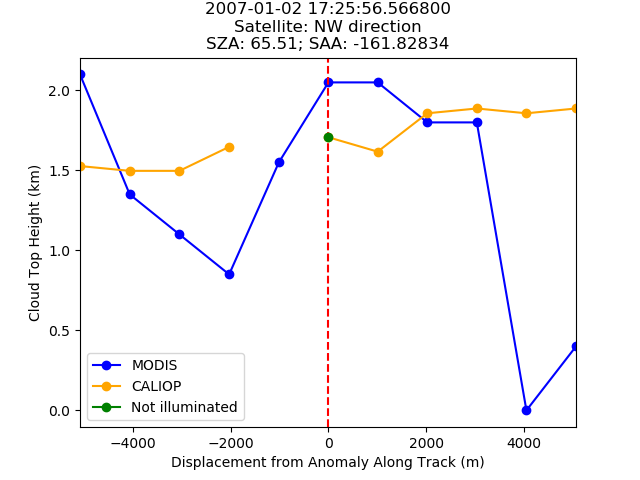 2007-01-02 17:25:56.566800
Satellite: NW direction
SZA: 65.51; SAA: -161.82834
Cloud Top Height (km)
2.0
1.5
1.0
0.5
0.0
MODIS
CALIOP
Not illuminated
−4000
−2000
0
2000
4000
Displacement from Anomaly Along Track (m)